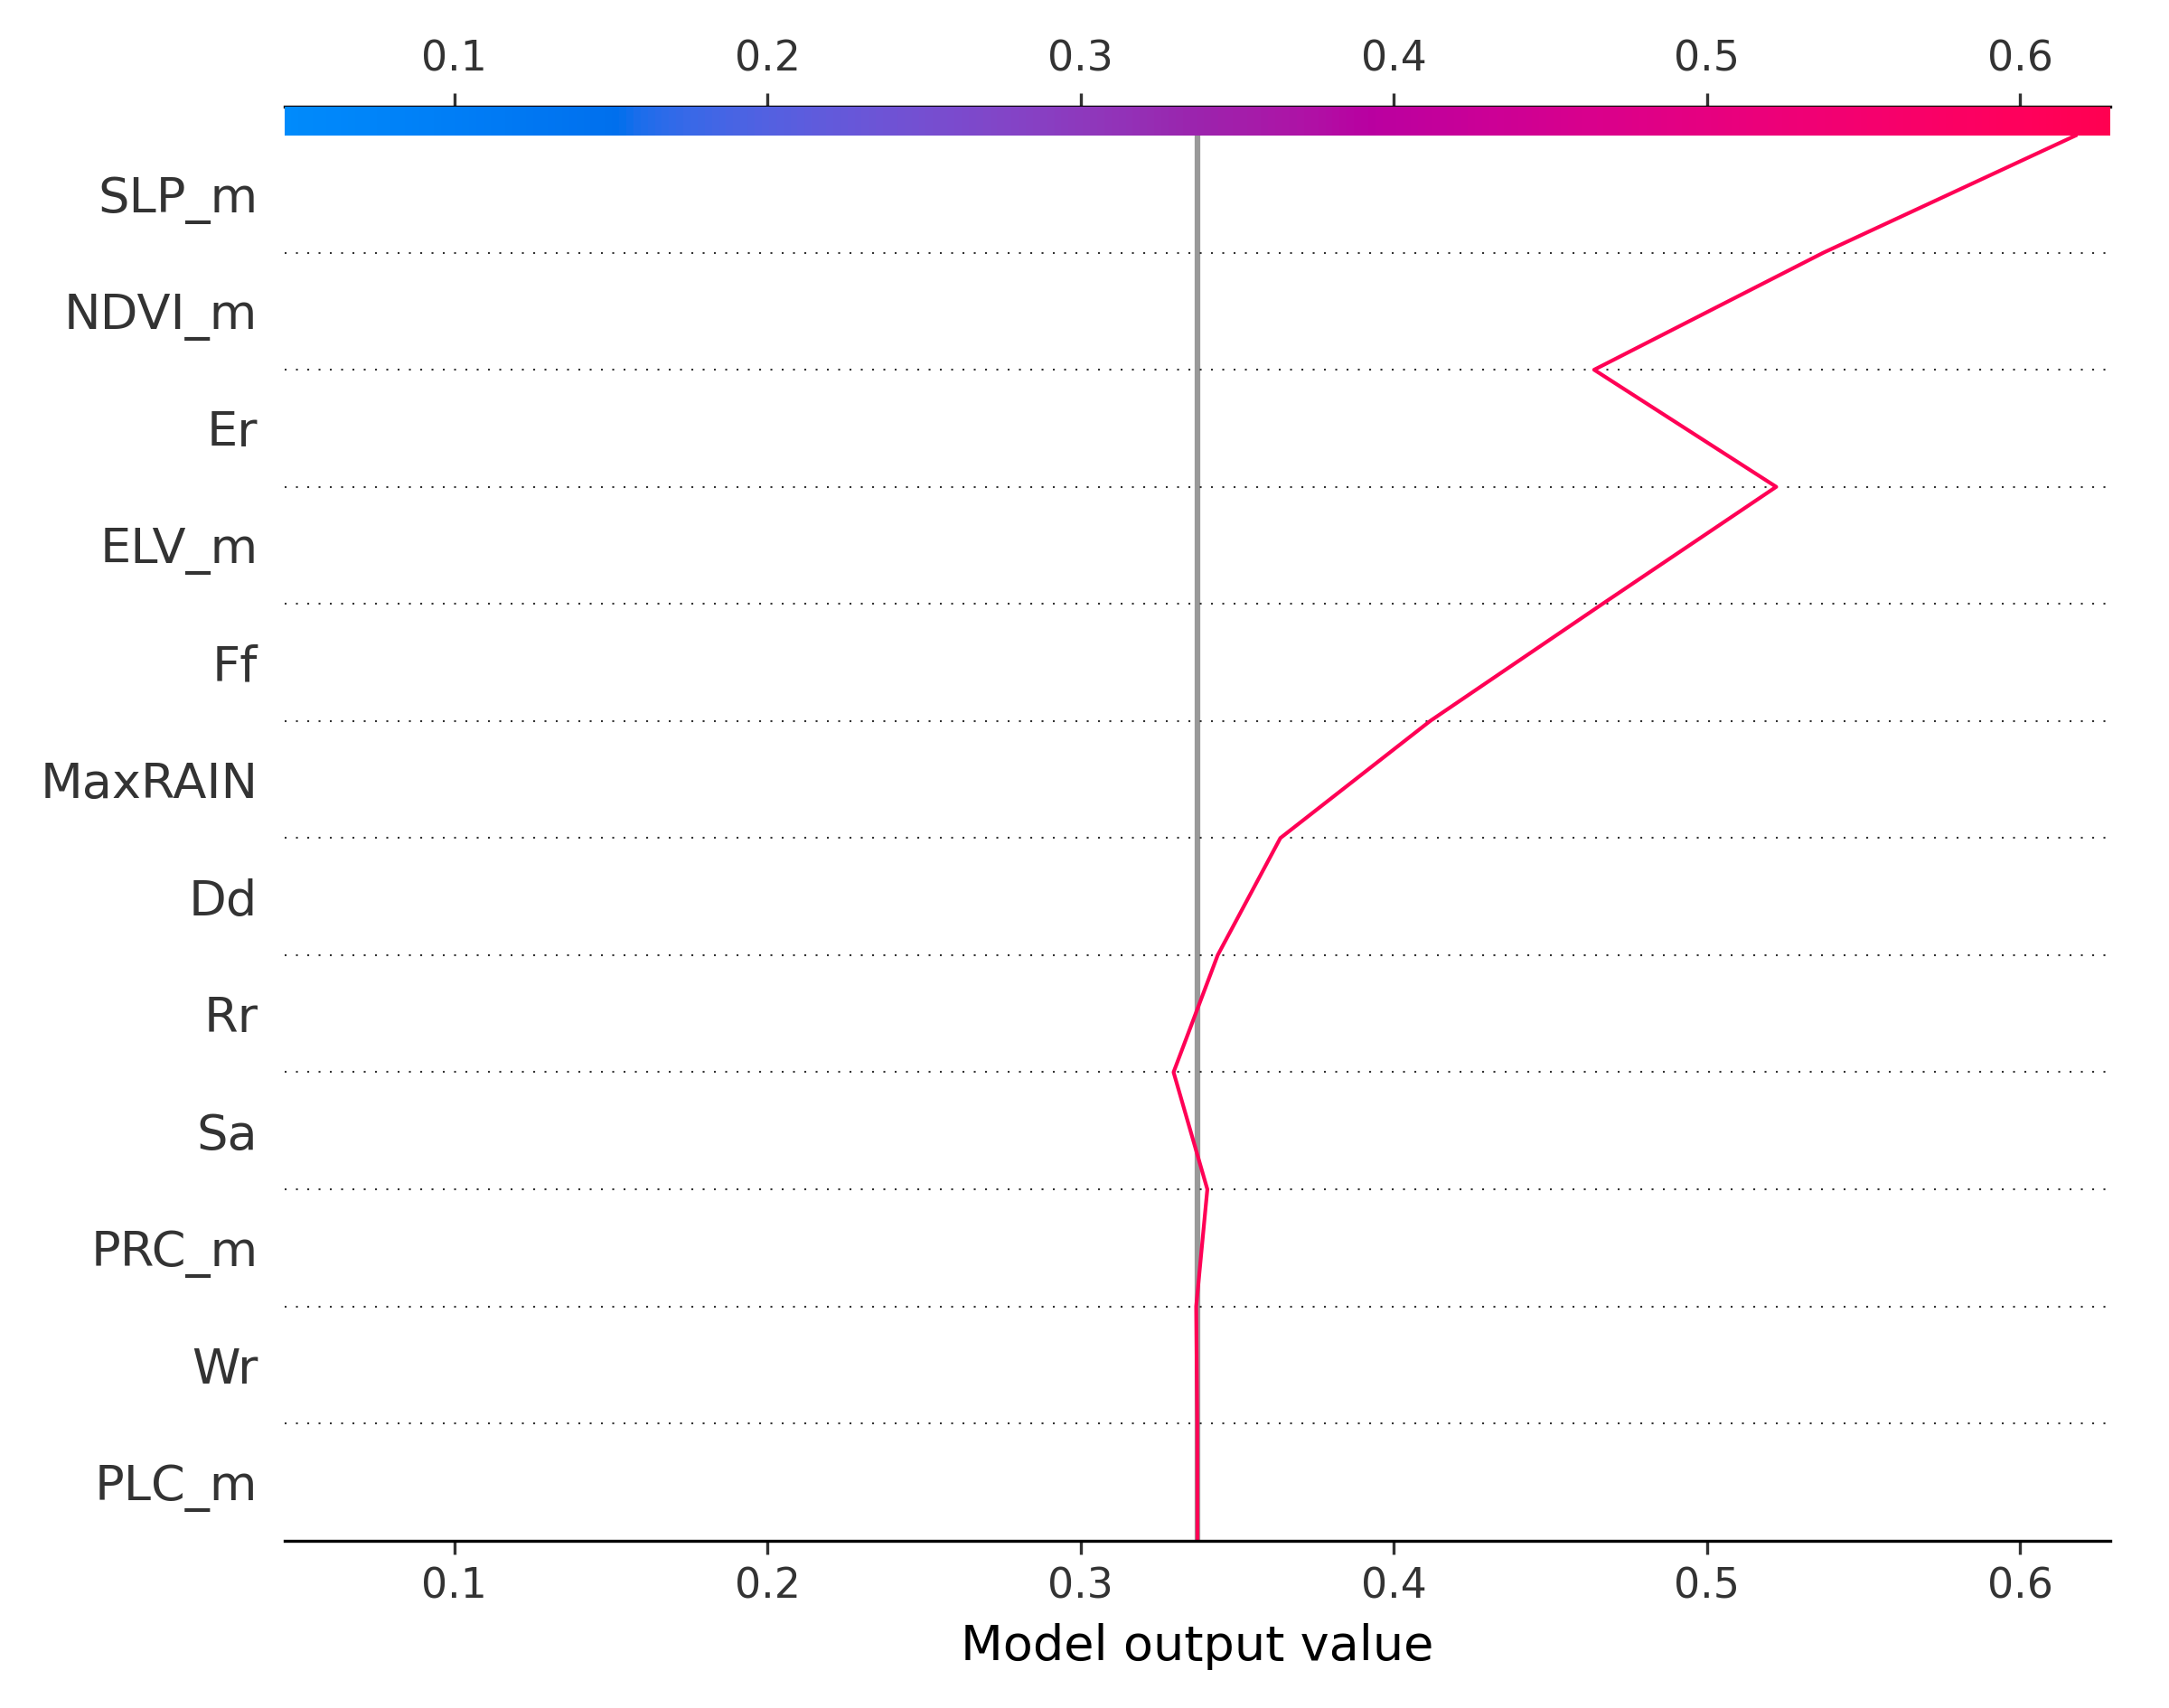 0.1 0.2 0.3 0.4 0.5 0.6
SLP_m
NDVI_m
Er
ELV_m
Ff
MaxRAIN
Dd
Rr
Sa
PRC_m
Wr
PLC_m
0.1 0.2 0.3 0.4 0.5 0.6
Model output value